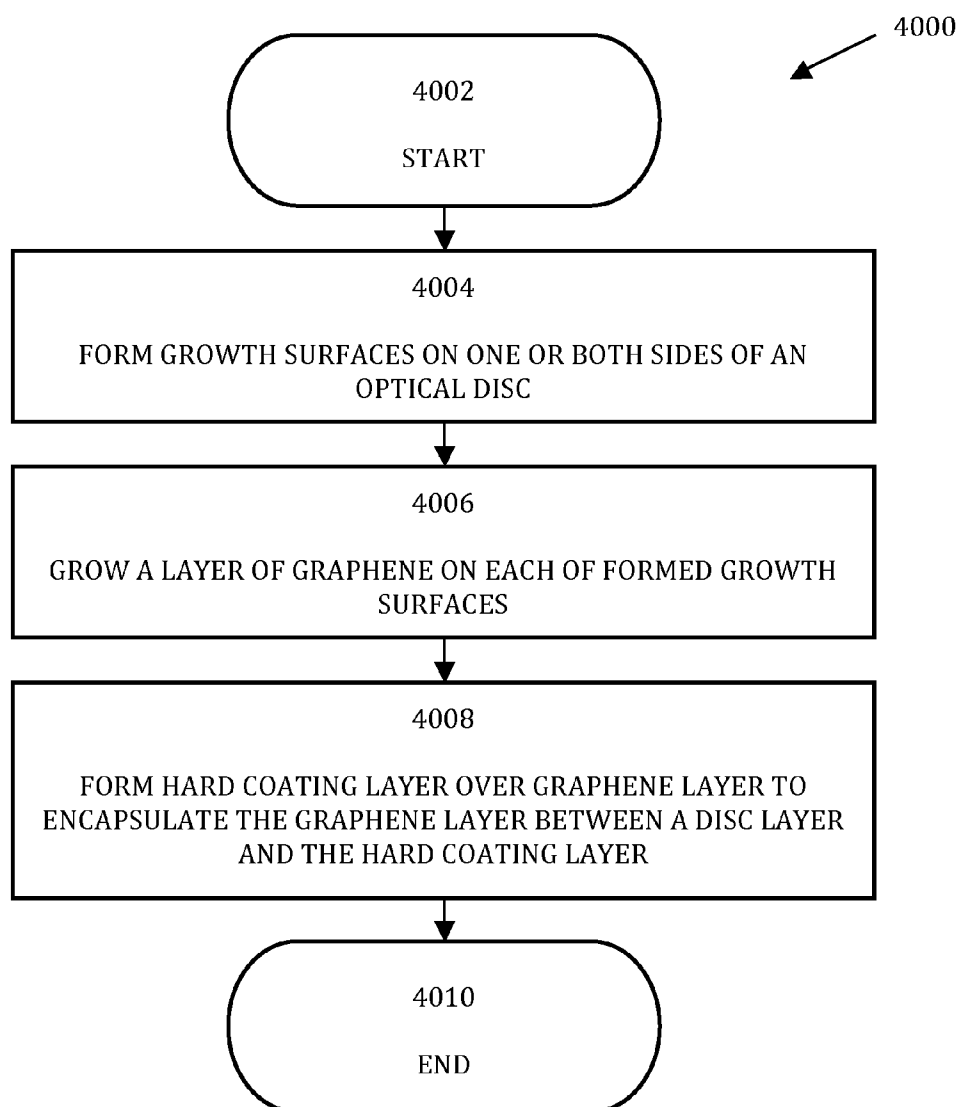 4000
4002
START
4004
FORM GROWTH SURFACES ON ONE OR BOTH SIDES OF AN
OPTICAL DISC
4006
GROW A LAYER OF GRAPHENE ON EACH OF FORMED GROWTH
SURFACES
4008
FORM HARD COATING LAYER OVER GRAPHENE LAYER TO
ENCAPSULATE THE GRAPHENE LAYER BETWEEN A DISC LAYER
AND THE HARD COATING LAYER
4010
END